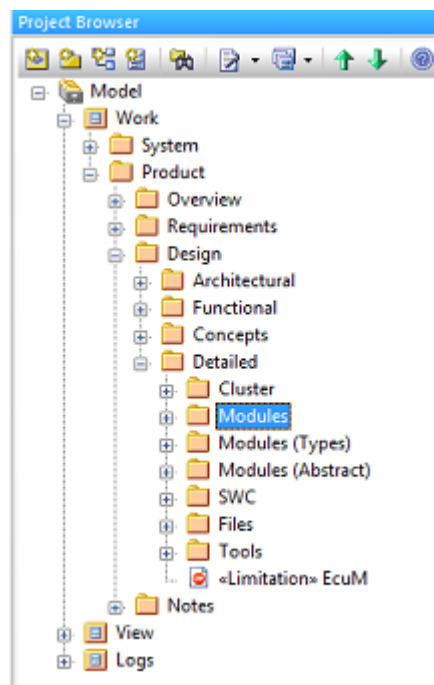 Project Browser
Model
Work
System
Product
Overview
Requirements
Design
Architectural
Functional
Concepts
Detailed
Cluster
Modules
Modules (Types)
Modules (Abstract)
SWC
Files
Tools
«Limitation» EcuM
Notes
View
Logs